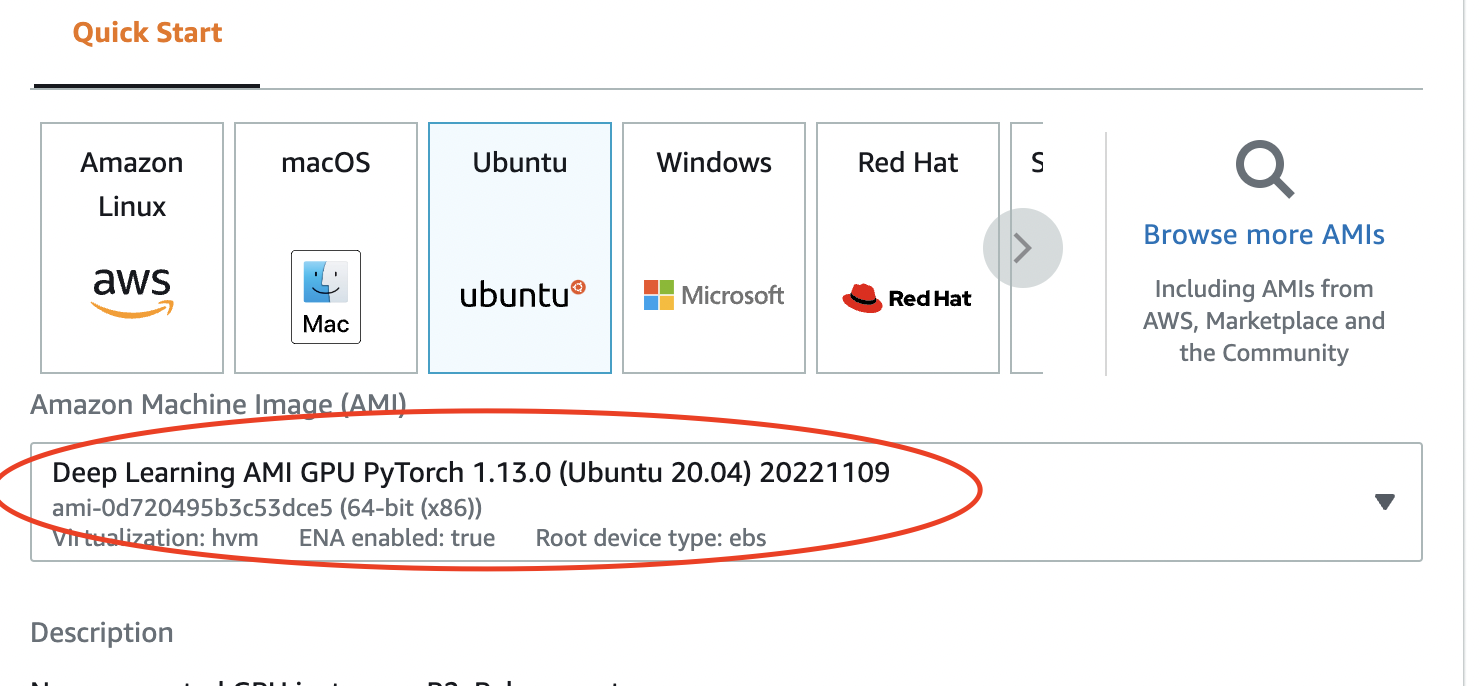 Quick Start
Amazon
Linux
aws
macOS
Mac
Ubuntu
ubuntu
Windows
Microsoft
Red Hat
Red Hat
S
Browse more AMIs
Including AMIs from
AWS, Marketplace and
the Community
Amazon Machine Image (AMI)
Deep Learning AMI GPU PyTorch 1.13.0 (Ubuntu 20.04) 20221109
ami-0d720495b3c53dce5 (64-bit (x86))
Virtualization: hvm ENA enabled: true Root device type: ebs
Description